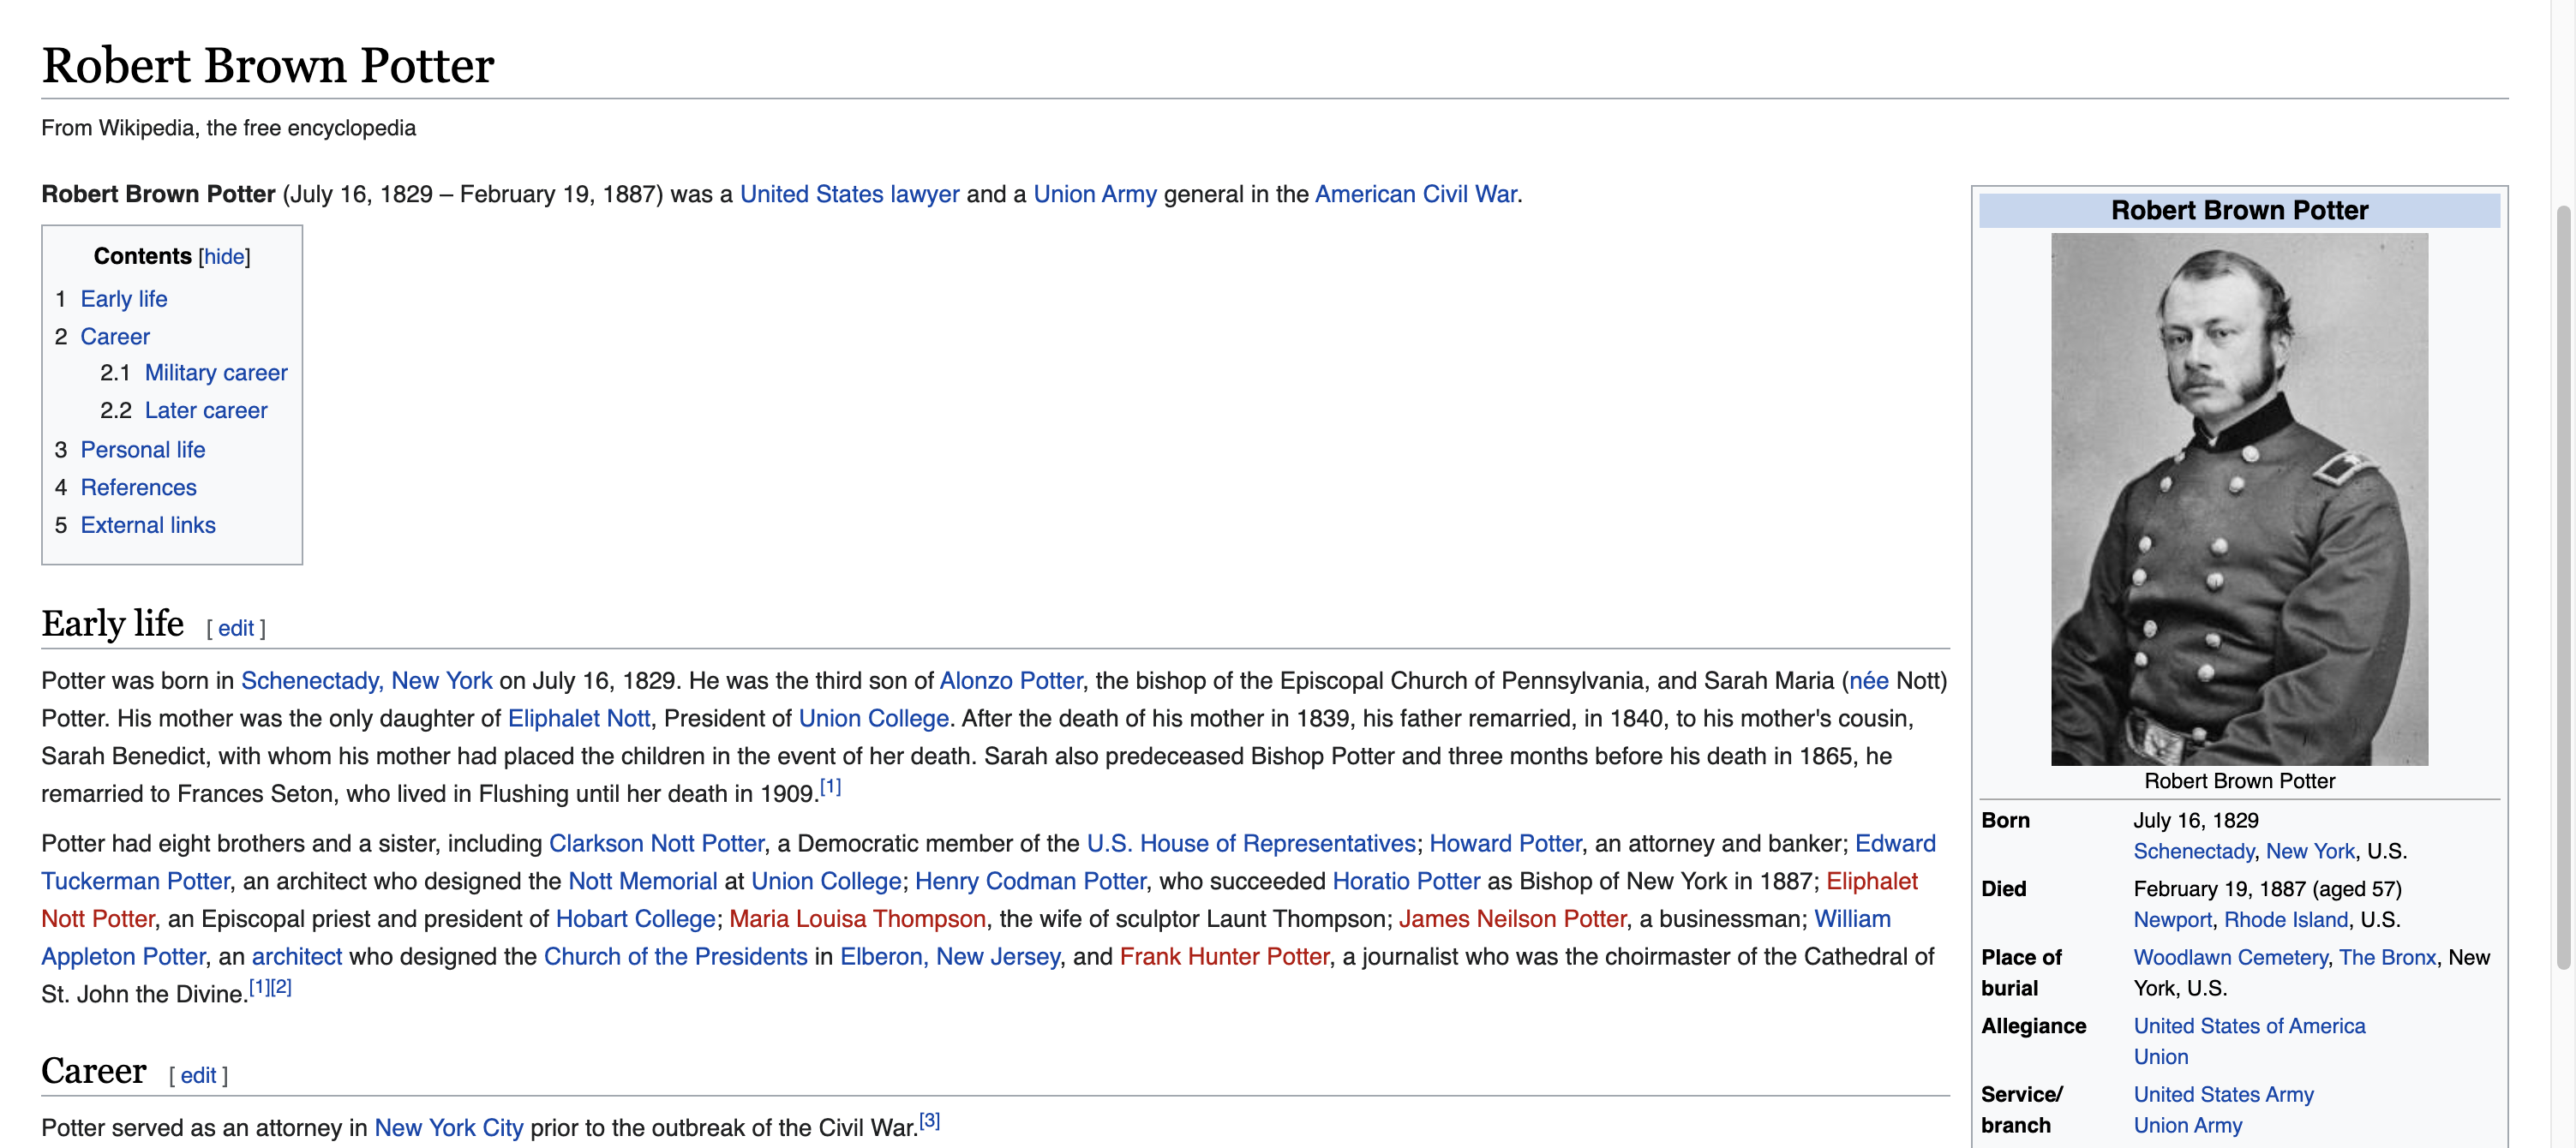 Robert Brown Potter
From Wikipedia, the free encyclopedia
Robert Brown Potter (July 16, 1829 – February 19, 1887) was a United States lawyer and a Union Army general in the American Civil War.
Contents [hide]
1 Early life
2 Career
2.1 Military career
2.2 Later career
3 Personal life
4 References
5 External links
Early life [ edit ]
Potter was born in Schenectady, New York on July 16, 1829. He was the third son of Alonzo Potter, the bishop of the Episcopal Church of Pennsylvania, and Sarah Maria (née Nott)
Potter. His mother was the only daughter of Eliphalet Nott, President of Union College. After the death of his mother in 1839, his father remarried, in 1840, to his mother's cousin,
Sarah Benedict, with whom his mother had placed the children in the event of her death. Sarah also predeceased Bishop Potter and three months before his death in 1865, he
remarried to Frances Seton, who lived in Flushing until her death in 1909.[1]
Potter had eight brothers and a sister, including Clarkson Nott Potter, a Democratic member of the U.S. House of Representatives; Howard Potter, an attorney and banker; Edward
Tuckerman Potter, an architect who designed the Nott Memorial at Union College; Henry Codman Potter, who succeeded Horatio Potter as Bishop of New York in 1887; Eliphalet
Nott Potter, an Episcopal priest and president of Hobart College; Maria Louisa Thompson, the wife of sculptor Launt Thompson; James Neilson Potter, a businessman; William
Appleton Potter, an architect who designed the Church of the Presidents in Elberon, New Jersey, and Frank Hunter Potter, a journalist who was the choirmaster of the Cathedral of
St. John the Divine.[1][2]
Career [ edit ]
Potter served as an attorney in New York City prior to the outbreak of the Civil War.[3]
Robert Brown Potter
Robert Brown Potter
Born July 16, 1829
Schenectady, New York, U.S.
Died February 19, 1887 (aged 57)
Newport, Rhode Island, U.S.
Place of Woodlawn Cemetery, The Bronx, New
burial York, U.S.
Allegiance United States of America
Union
Service/ United States Army
branch Union Army